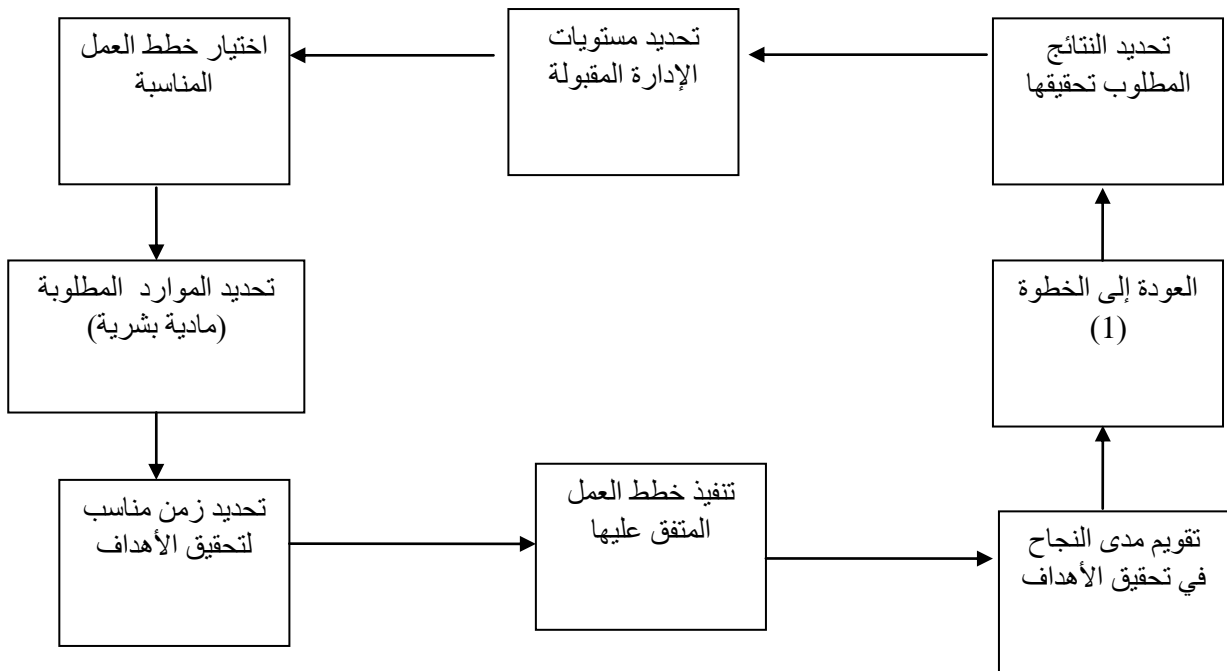 تحديد النتائج
المطلوب تحقيقها
تحديد مستويات
الإدارة المقبولة
اختيار خطط العمل
المناسبة
تحديد الموارد المطلوبة
(مادية بشرية)
تحديد زمن مناسب
لتحقيق الأهداف
تنفيذ خطط العمل
المتفق عليها
تقويم مدى النجاح
في تحقيق الأهداف
العودة إلى الخطوة
(1)